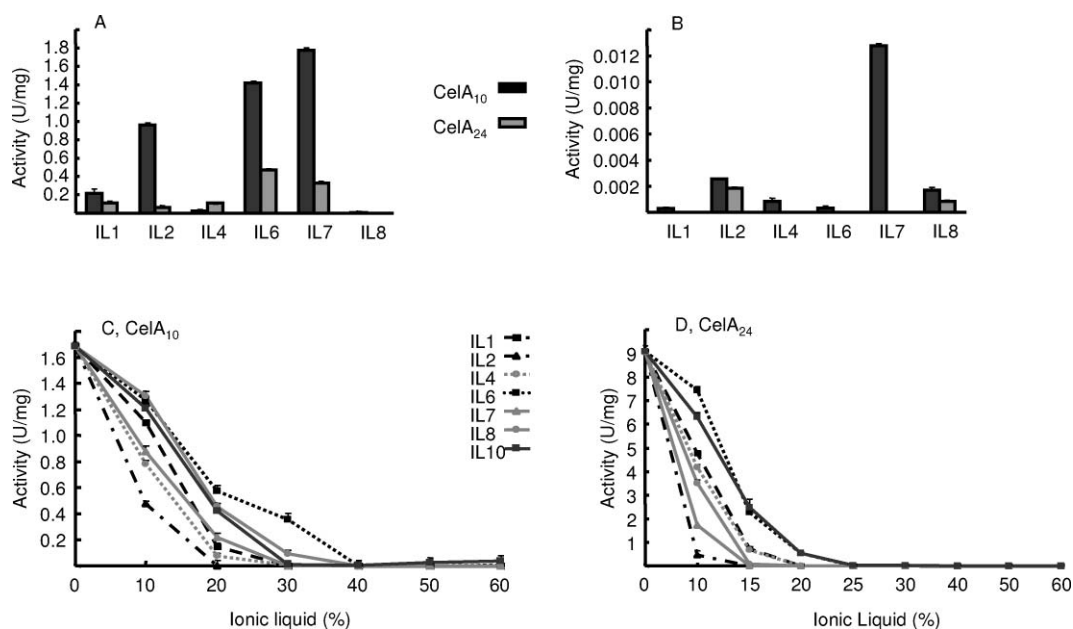 A
Activity (U/mg)
1.8
1.4
1.0
0.8
0.6
0.4
0.2
IL1 IL2 IL4 IL6 IL7 IL8
CelA10
CelA24
B
Activity (U/mg)
0.012
0.010
0.008
0.006
0.004
0.002
IL1 IL2 IL4 IL6 IL7 IL8
C, CelA10
Activity (U/mg)
1.6
1.4
1.2
1.0
0.8
0.6
0.4
0.2
0 10 20 30 40 50 60
Ionic liquid (%)
IL1
IL2
IL4
IL6
IL7
IL8
IL10
D, CelA24
Activity (U/mg)
9
8
7
6
5
4
3
2
1
0 10 15 20 25 30 40 50 60
Ionic Liquid (%)